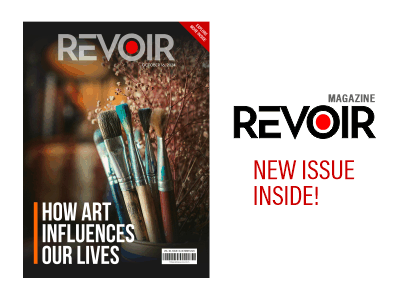 REVOIR
HOW ART
INFLUENCES
OUR LIVES
MAGAZINE
REVOIR
NEW ISSUE
INSIDE!